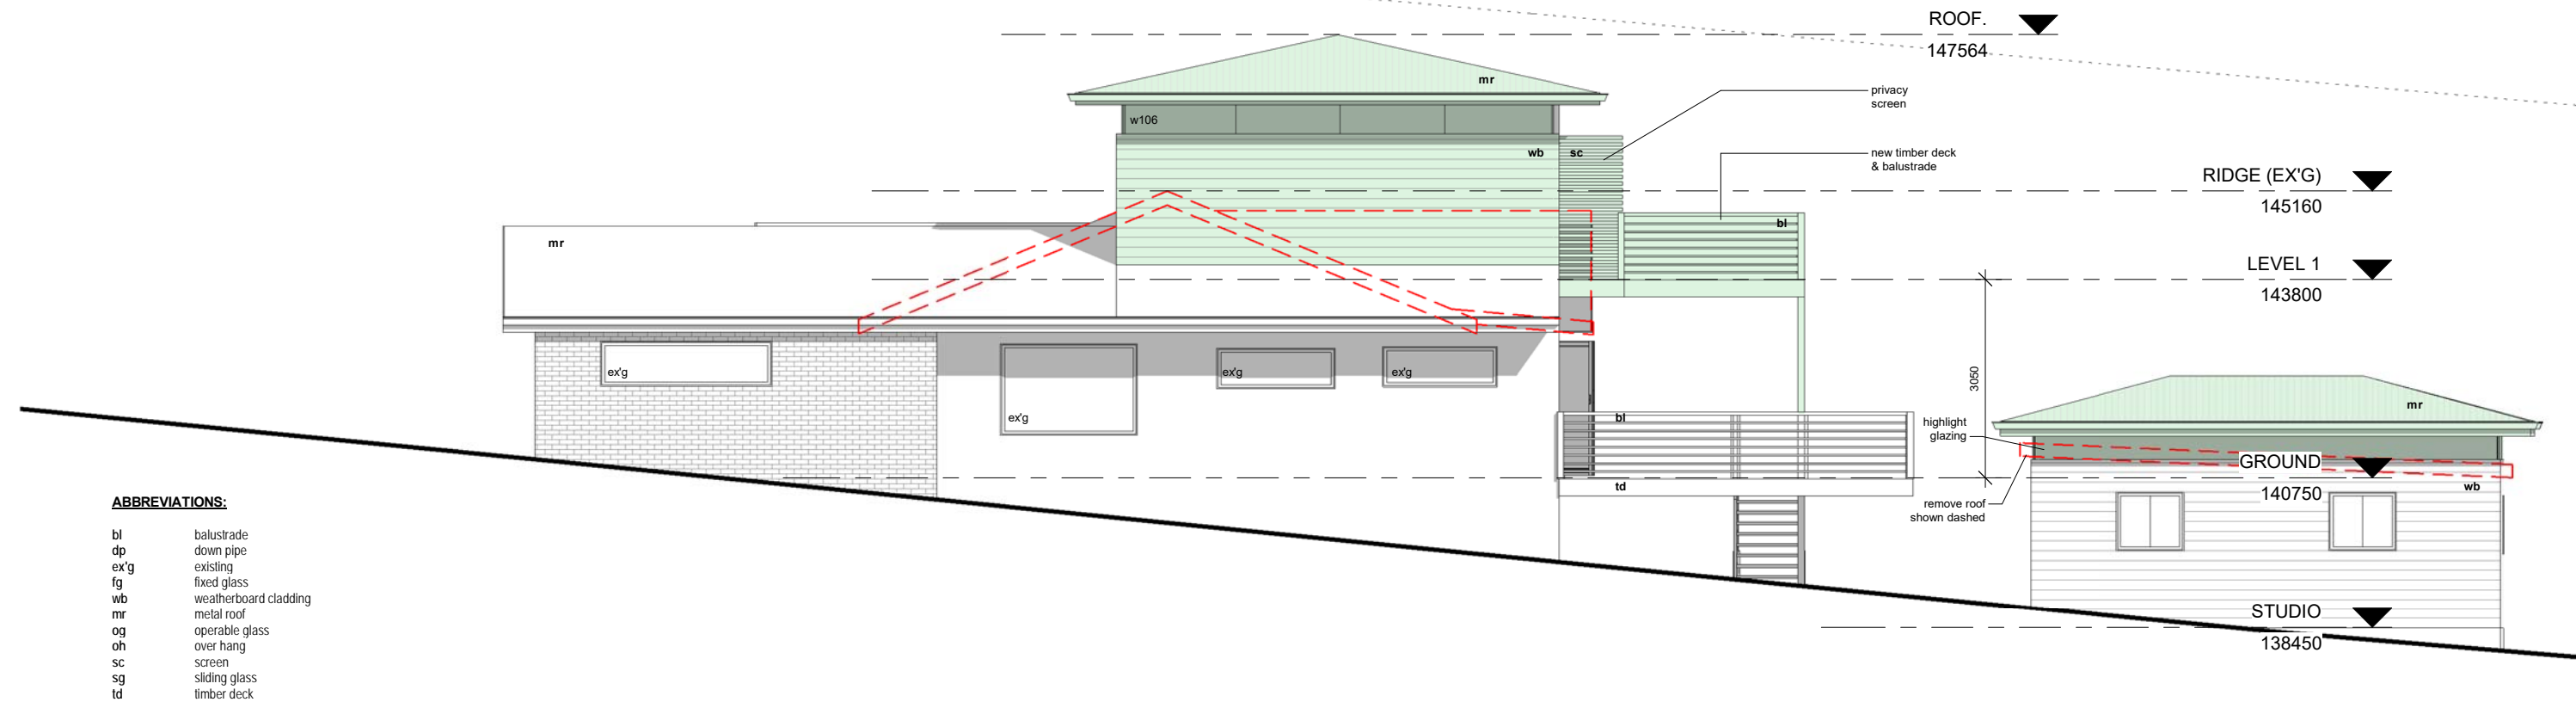 ROOF.
147564
mr
privacy
screen
w106
wb
sc
new timber deck
& balustrade
RIDGE (EX'G)
145160
bl
mr
LEVEL 1
143800
3050
ex'g
ex'g
ex'g
ex'g
bl
mr
highlight
glazing
GROUND
140750
td
wb
remove roof
shown dashed
STUDIO
138450
ABBREVIATIONS:
bl balustrade
dp down pipe
ex'g existing
fg fixed glass
wb weatherboard cladding
mr metal roof
og operable glass
oh over hang
sc screen
sg sliding glass
td timber deck